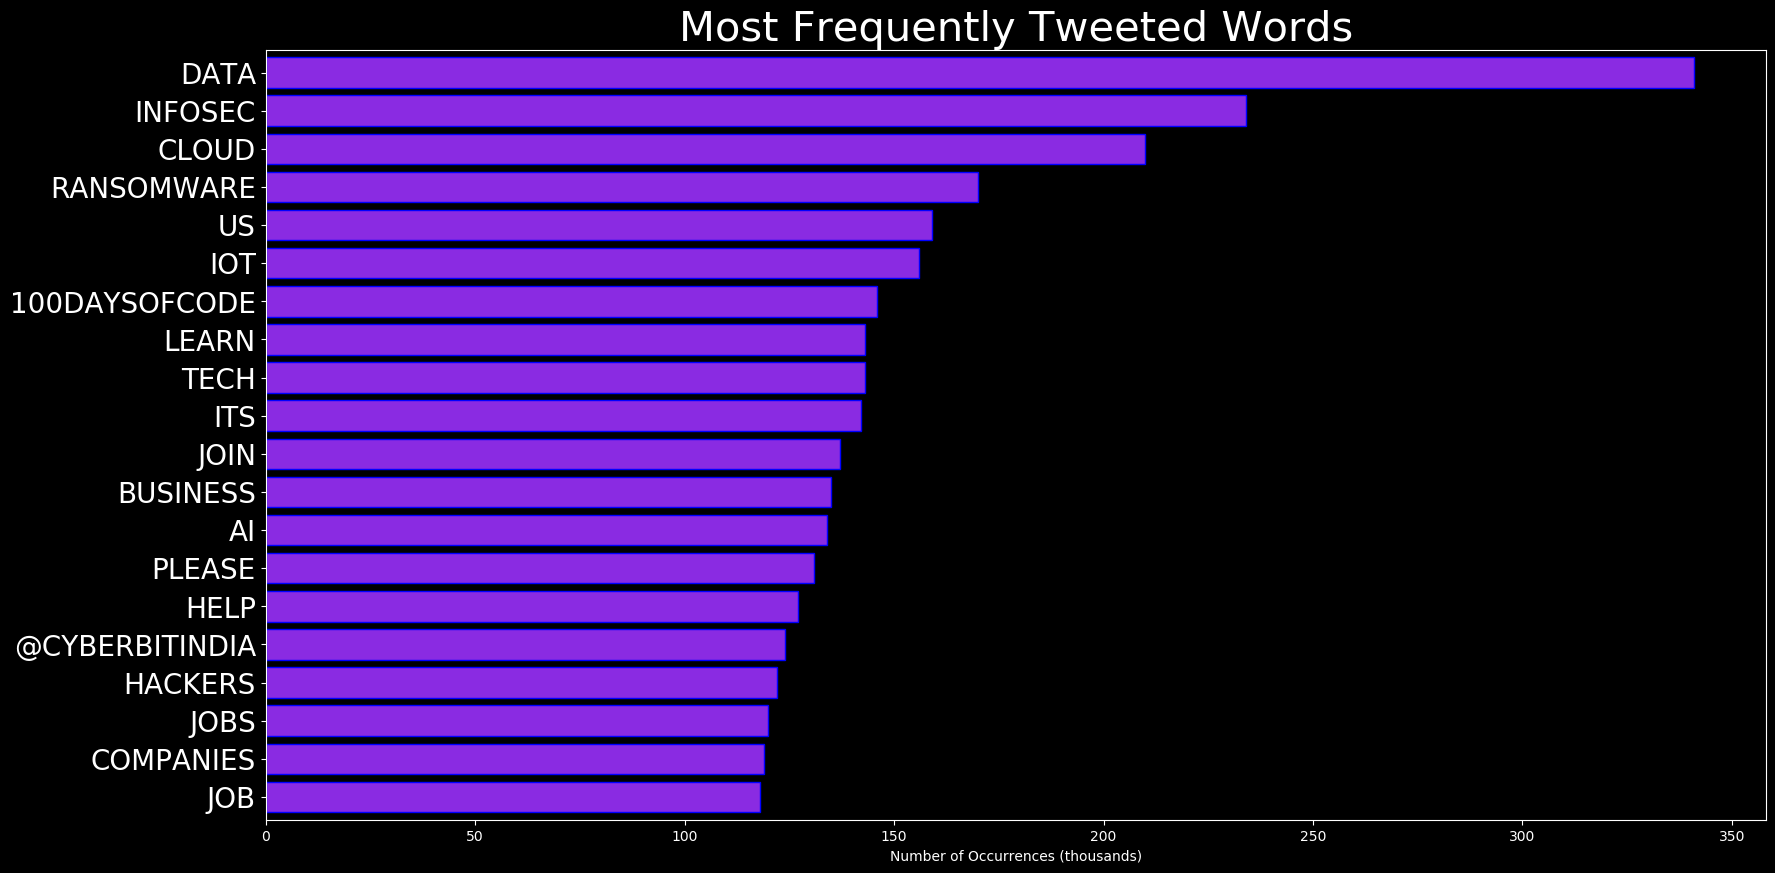 Most Frequently Tweeted Words
DATA
INFOSEC
CLOUD
RANSOMWARE
US
IOT
100DAYSOFCODE
LEARN
TECH
ITS
JOIN
BUSINESS
AI
PLEASE
HELP
@CYBERBITINDIA
HACKERS
JOBS
COMPANIES
JOB
0 50 100 150 200 250 300 350
Number of Occurrences (thousands)